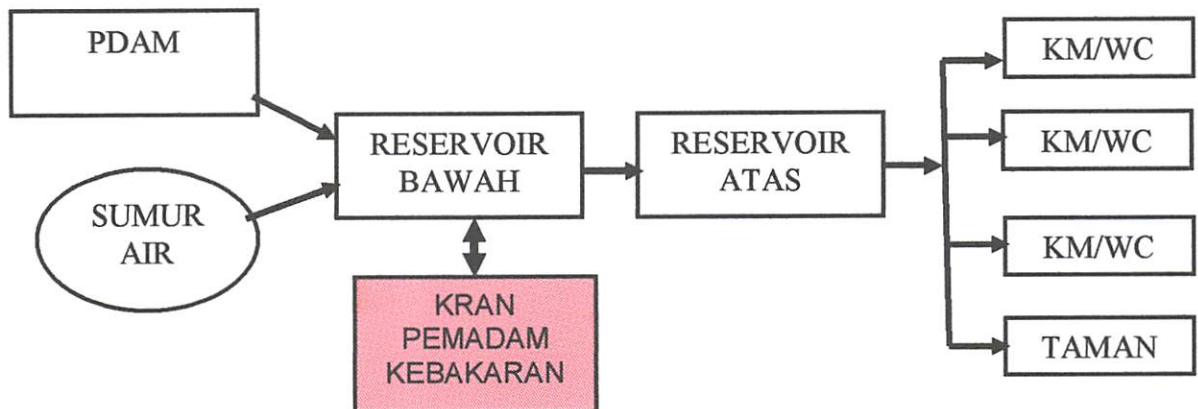 PDAM
SUMUR
AIR
RESERVOIR
BAWAH
KRAN
PEMADAM
KEBAKARAN
RESERVOIR
ATAS
KM/WC
KM/WC
KM/WC
TAMAN